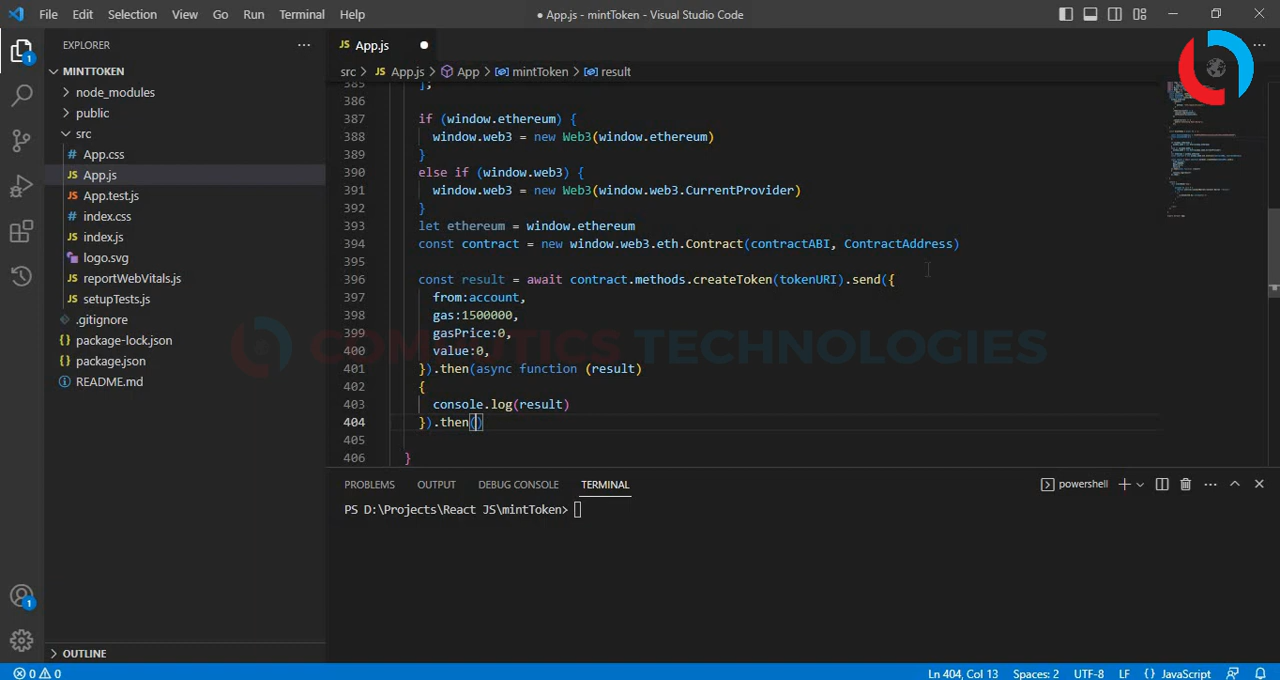 File Edit Selection View Go Run Terminal Help
● App.js - mintToken - Visual Studio Code
EXPLORER
MINTTOKEN
node_modules
public
src
App.css
App.js
App.test.js
index.css
index.js
logo.svg
reportWebVitals.js
setupTests.js
.gitignore
package-lock.json
package.json
README.md
OUTLINE
JS App.js
src > JS App.js > App > mintToken > result
385 ];
386
387 if (window.ethereum) {
388 window.web3 = new Web3(window.ethereum)
389 }
390 else if (window.web3) {
391 window.web3 = new Web3(window.web3.CurrentProvider)
392 }
393 let ethereum = window.ethereum
394 const contract = new window.web3.eth.Contract(contractABI, ContractAddress)
395
396 const result = await contract.methods.createToken(tokenURI).send({
397 from:account,
398 gas:1500000,
399 gasPrice:0,
400 value:0,
401 }).then(async function (result)
402 {
403 console.log(result)
404 }).then()
405
406 }
COMPUTICS TECHNOLOGIES
PROBLEMS OUTPUT DEBUG CONSOLE TERMINAL
powershell
PS D:\Projects\React JS\mintToken>
0 0
Ln 404, Col 13 Spaces: 2 UTF-8 LF {} JavaScript